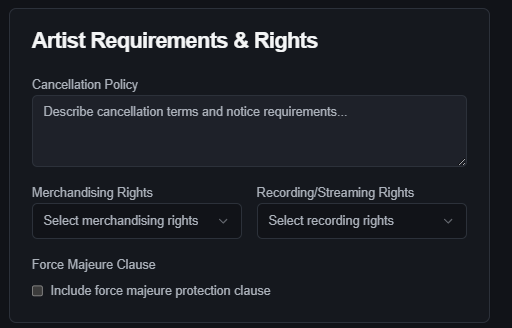 Artist Requirements & Rights
Cancellation Policy
Describe cancellation terms and notice requirements...
Merchandising Rights
Recording/Streaming Rights
Select merchandising rights
Select recording rights
Force Majeure Clause
Include force majeure protection clause